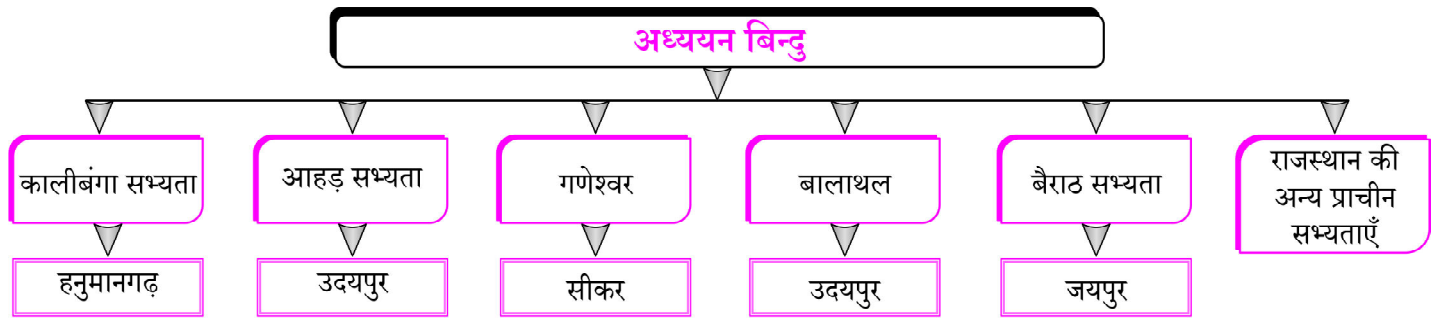 अध्ययन बिन्दु
कालीबंगा सभ्यता
आहड़ सभ्यता
गणेश्वर
बालाथल
बैराठ सभ्यता
राजस्थान की
अन्य प्राचीन
सभ्यताएँ
हनुमानगढ़
उदयपुर
सीकर
उदयपुर
जयपुर